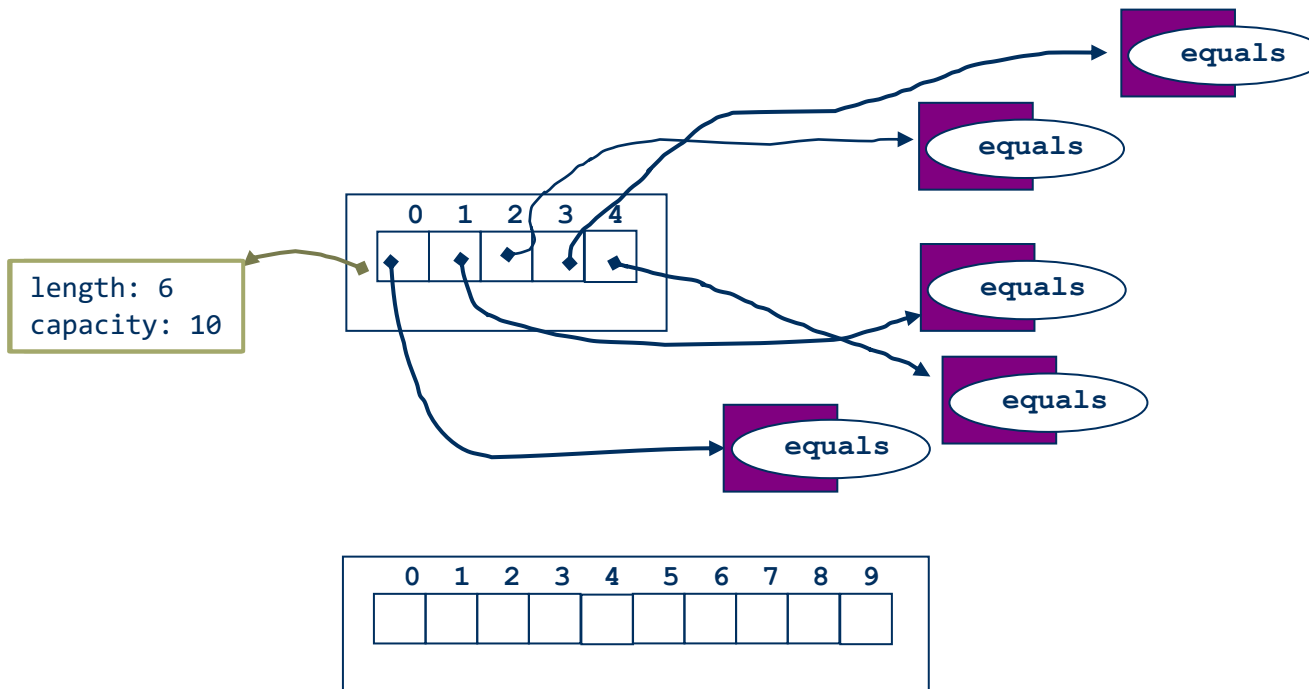 equals
equals
0 1 2 3 4
length: 6
capacity: 10
equals
equals
equals
0 1 2 3 4 5 6 7 8 9